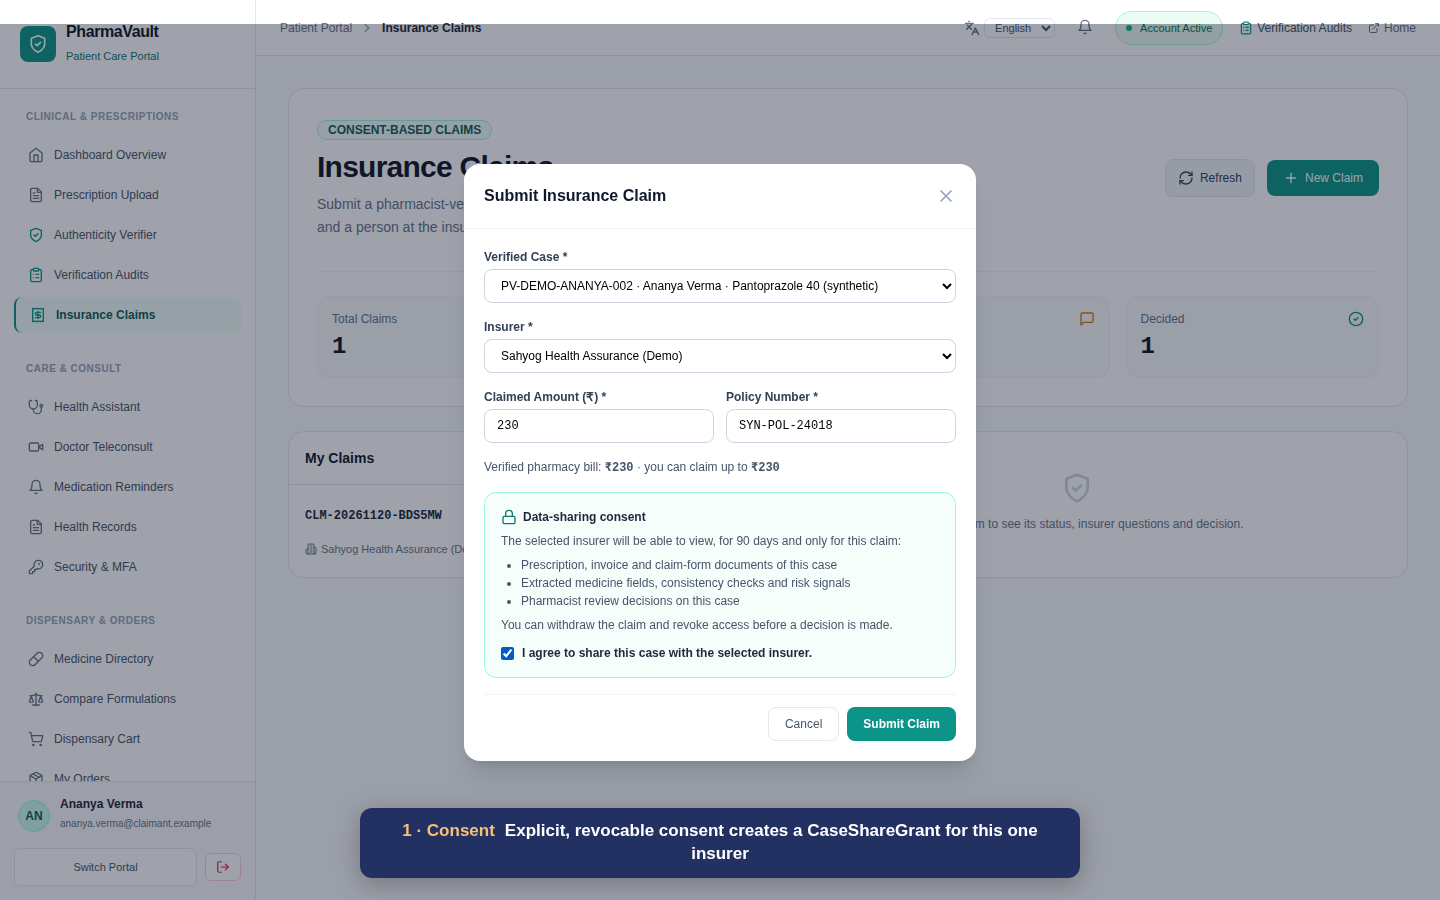 PharmaVault
Patient Care Portal
CLINICAL & PRESCRIPTIONS
Dashboard Overview
Prescription Upload
Authenticity Verifier
Verification Audits
Insurance Claims
CARE & CONSULT
Health Assistant
Doctor Teleconsult
Medication Reminders
Health Records
Security & MFA
DISPENSARY & ORDERS
Medicine Directory
Compare Formulations
Dispensary Cart
My Orders
AN
Ananya Verma
ananya.verma@claimant.example
Switch Portal
Patient Portal
Insurance Claims
English
Account Active
Verification Audits
Home
CONSENT-BASED CLAIMS
Insurance Claims
Submit a pharmacist-ve
and a person at the insu
Refresh
New Claim
Total Claims
1
Decided
1
My Claims
CLM-20261120-BDS5MW
Sahyog Health Assurance (De
m to see its status, insurer questions and decision.
Submit Insurance Claim
Verified Case *
PV-DEMO-ANANYA-002 · Ananya Verma · Pantoprazole 40 (synthetic)
Insurer *
Sahyog Health Assurance (Demo)
Claimed Amount (₹) *
Policy Number *
230
SYN-POL-24018
Verified pharmacy bill: ₹230 · you can claim up to ₹230
Data-sharing consent
The selected insurer will be able to view, for 90 days and only for this claim:
• Prescription, invoice and claim-form documents of this case
• Extracted medicine fields, consistency checks and risk signals
• Pharmacist review decisions on this case
You can withdraw the claim and revoke access before a decision is made.
I agree to share this case with the selected insurer.
Cancel
Submit Claim
1 · Consent Explicit, revocable consent creates a CaseShareGrant for this one
insurer